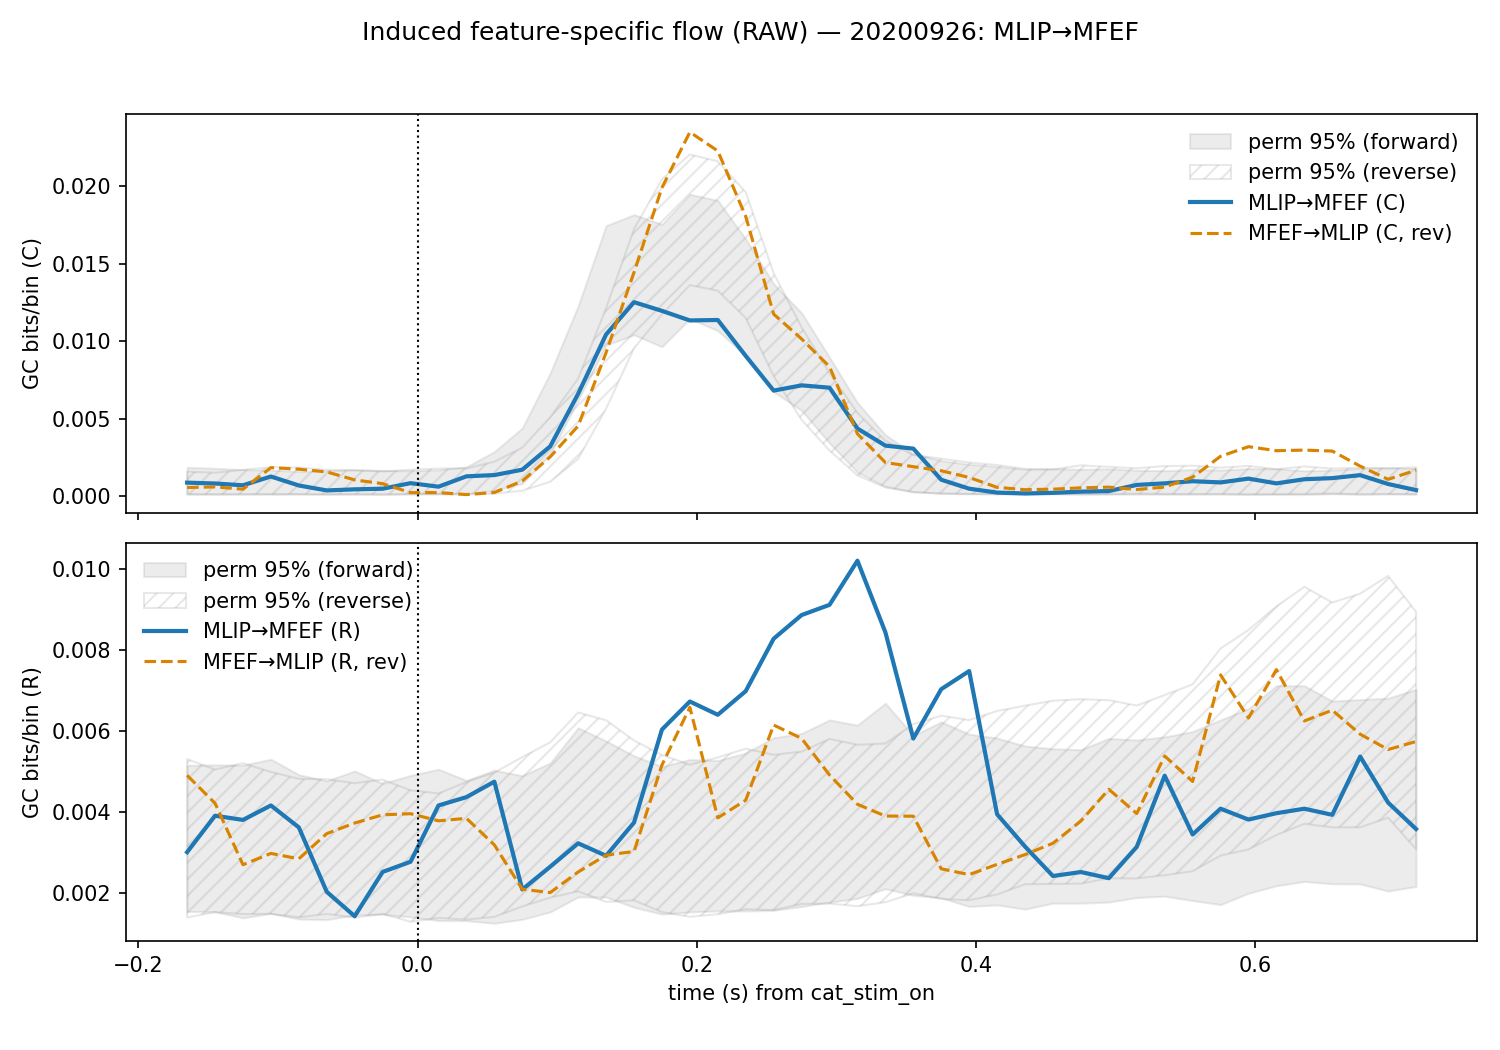 Induced feature-specific flow (RAW) — 20200926: MLIP→MFEF
GC bits/bin (C)
0.020
0.015
0.010
0.005
0.000
perm 95% (forward)
perm 95% (reverse)
MLIP→MFEF (C)
MFEF→MLIP (C, rev)
GC bits/bin (R)
0.010
0.008
0.006
0.004
0.002
perm 95% (forward)
perm 95% (reverse)
MLIP→MFEF (R)
MFEF→MLIP (R, rev)
−0.2
0.0
0.2
0.4
0.6
time (s) from cat_stim_on